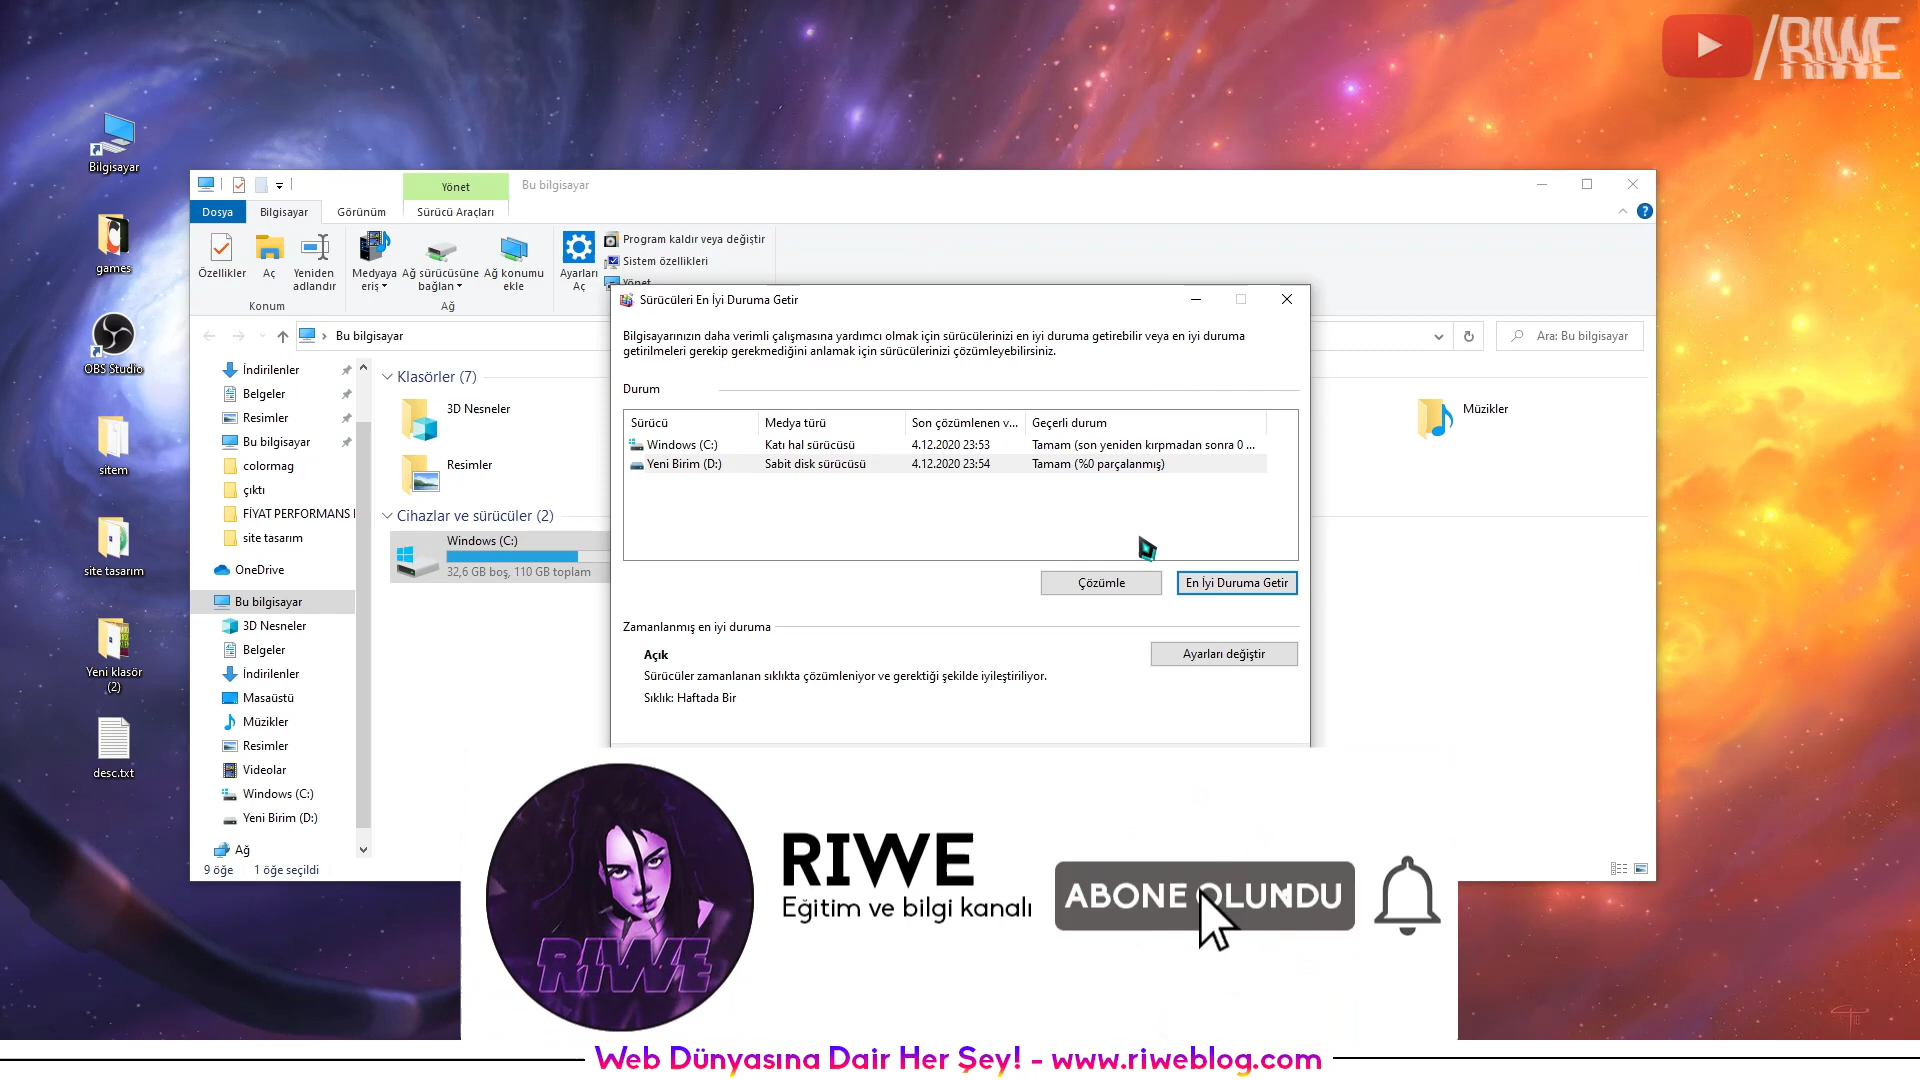 /RIWE
Bilgisayar
games
OBS Studio
sitem
site tasarım
Yeni klasör
(2)
desc.txt
Yönet
Bu bilgisayar
Dosya
Bilgisayar
Görünüm
Sürücü Araçları
Özellikler
Aç
Yeniden
adlandır
Konum
Medyaya
eriş
Ağ sürücüsüne
bağlan
Ağ konumu
ekle
Ağ
Ayarları
Aç
Program kaldır veya değiştir
Sistem özellikleri
Yönet
Bu bilgisayar
Ara: Bu bilgisayar
İndirilenler
Belgeler
Resimler
Bu bilgisayar
colormag
çıktı
FİYAT PERFORMANS
site tasarım
OneDrive
Bu bilgisayar
3D Nesneler
Belgeler
İndirilenler
Masaüstü
Müzikler
Resimler
Videolar
Windows (C:)
Yeni Birim (D:)
Ağ
9 öğe
1 öğe seçildi
Klasörler (7)
3D Nesneler
Resimler
Müzikler
Cihazlar ve sürücüler (2)
Windows (C:)
32,6 GB boş, 110 GB toplam
Sürücüleri En İyi Duruma Getir
Bilgisayarınızın daha verimli çalışmasına yardımcı olmak için sürücülerinizi en iyi duruma getirebilir veya en iyi duruma
getirilmeleri gerekip gerekmediğini anlamak için sürücülerinizi çözümleyebilirsiniz.
Durum
Sürücü Medya türü Son çözümlenen v... Geçerli durum
Windows (C:) Katı hal sürücüsü 4.12.2020 23:53 Tamam (son yeniden kırpmadan sonra 0 ...
Yeni Birim (D:) Sabit disk sürücüsü 4.12.2020 23:54 Tamam (%0 parçalanmış)
Çözümle
En İyi Duruma Getir
Zamanlanmış en iyi duruma
Açık
Ayarları değiştir
Sürücüler zamanlanan sıklıkta çözümleniyor ve gerektiği şekilde iyileştiriliyor.
Sıklık: Haftada Bir
RIWE
RIWE
Eğitim ve bilgi kanalı
ABONE OLUNDU
Web Dünyasına Dair Her Şey! - www.riweblog.com